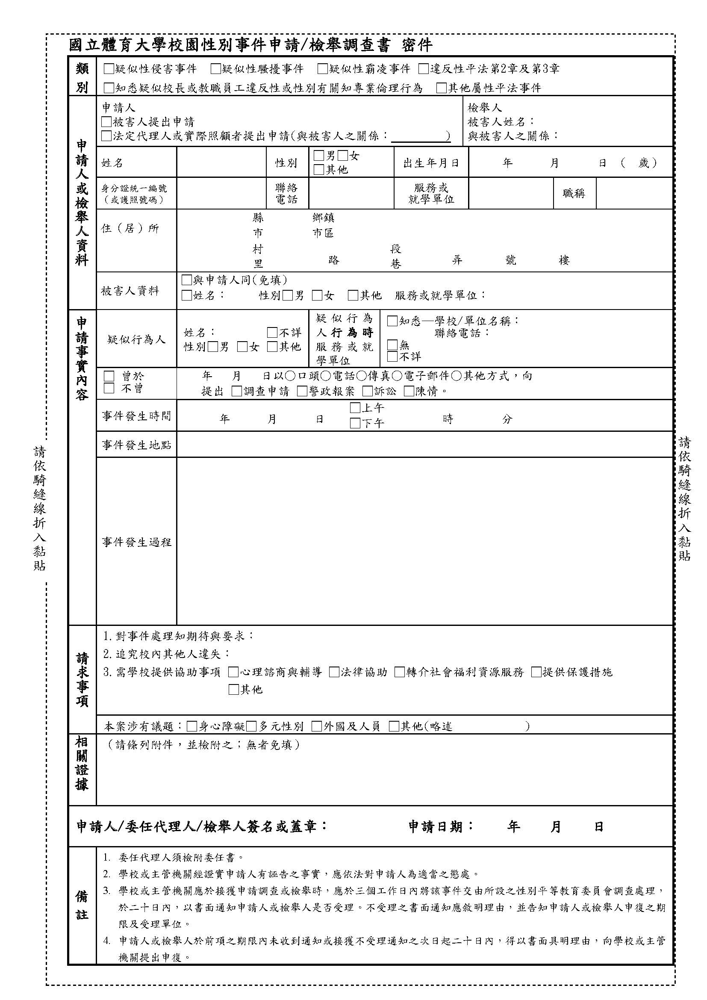 國立體育大學校園性別事件申請/檢舉調查書 密件
類別
□疑似性侵害事件 □疑似性騷擾事件 □疑似性霸凌事件 □違反性平法第2章及第3章
□知悉疑似校長或教職員工違反性或性別有關知專業倫理行為 □其他屬性平法事件
申請人或檢舉人資料
申請人
□被害人提出申請
□法定代理人或實際照顧者提出申請(與被害人之關係：＿＿＿＿＿)
檢舉人
被害人姓名：
與被害人之關係：
姓名
性別
□男□女
□其他
出生年月日
年 月 日 （ 歲）
身分證統一編號
（或護照號碼）
聯絡
電話
服務或
就學單位
職稱
住（居）所
縣 鄉鎮
市 市區
村 段
里 路 巷 弄 號 樓
被害人資料
□與申請人同(免填)
□姓名： 性別□男 □女 □其他 服務或就學單位：
申請事實內容
疑似行為人
姓名： □不詳
性別□男 □女 □其他
疑似行為
人行為時
服務或就
學單位
□知悉—學校/單位名稱：
聯絡電話：
□無
□不詳
□ 曾於
□ 不曾
年 月 日以○口頭○電話○傳真○電子郵件○其他方式，向
提出 □調查申請 □警政報案 □訴訟 □陳情。
事件發生時間
□上午
年 月 日 時 分
□下午
事件發生地點
事件發生過程
請求事項
1. 對事件處理知期待與要求：
2. 追究校內其他人違失：
3. 需學校提供協助事項 □心理諮商與輔導 □法律協助 □轉介社會福利資源服務 □提供保護措施
□其他
本案涉有議題：□身心障礙□多元性別 □外國及人員 □其他(略述 )
相關證據
（請條列附件，並檢附之；無者免填）
申請人/委任代理人/檢舉人簽名或蓋章： 申請日期： 年 月 日
備註
1. 委任代理人須檢附委任書。
2. 學校或主管機關經證實申請人有誣告之事實，應依法對申請人為適當之懲處。
3. 學校或主管機關應於接獲申請調查或檢舉時，應於三個工作日內將該事件交由所設之性別平等教育委員會調查處理，
於二十日內，以書面通知申請人或檢舉人是否受理。不受理之書面通知應敘明理由，並告知申請人或檢舉人申復之期
限及受理單位。
4. 申請人或檢舉人於前項之期限內未收到通知或接獲不受理通知之次日起二十日內，得以書面具明理由，向學校或主管
機關提出申復。
請依騎縫線折入黏貼
請依騎縫線折入黏貼